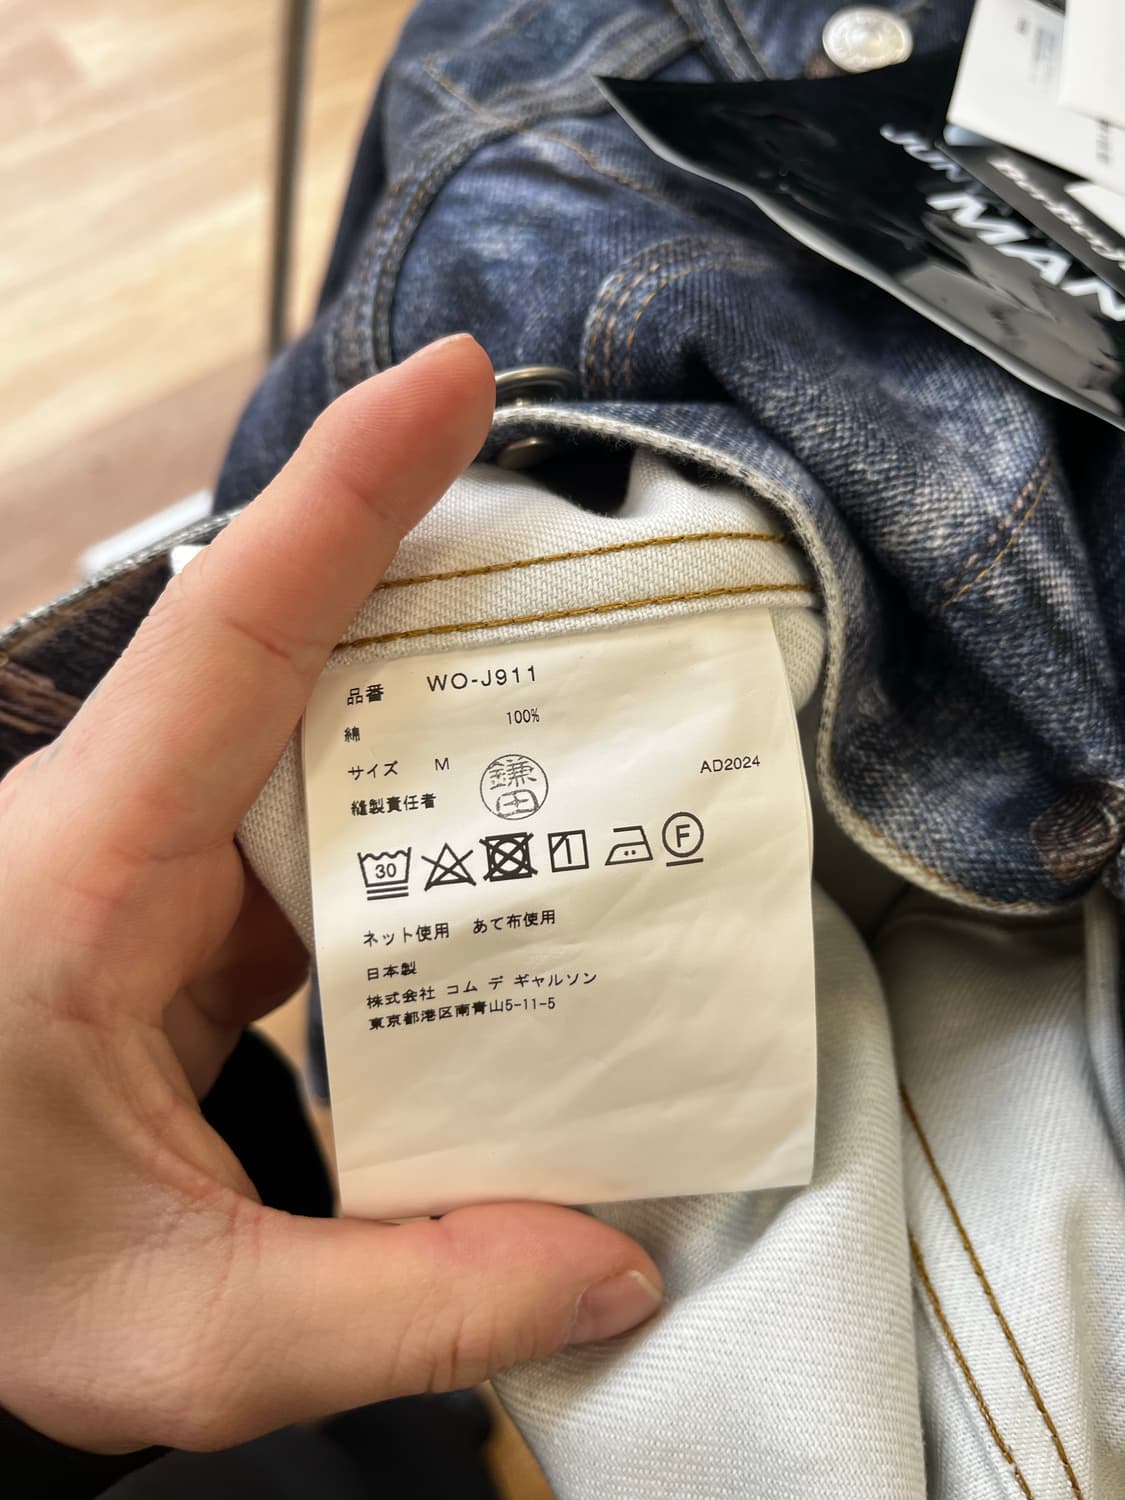 JUN
MAN
品番 WO-J911
綿 100%
サイズ M
AD2024
縫製責任者 鎌田
30 F
ネット使用 あて布使用
日本製
株式会社 コム デ ギャルソン
東京都港区南青山5-11-5